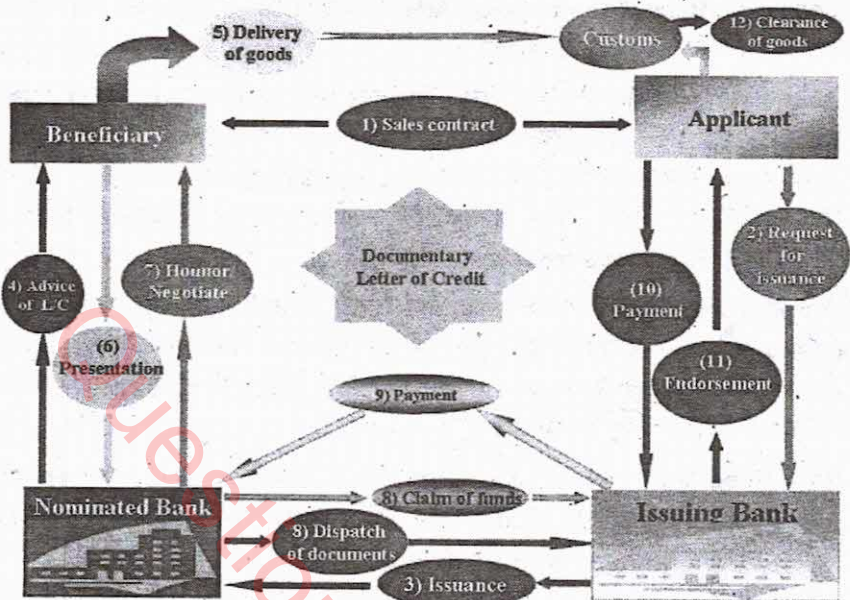 5) Delivery
of goods
Customs
12) Clearance
of goods
Beneficiary
1) Sales contract
Applicant
4) Advice
of L/C
7) Honnor
Negotiate
Documentary
Letter of Credit
2) Request
for
issuance
(10)
Payment
(6)
Presentation
(11)
Endorsement
9) Payment
Nominated Bank
8) Claim of funds
Issuing Bank
8) Dispatch
of documents
3) Issuance
Question